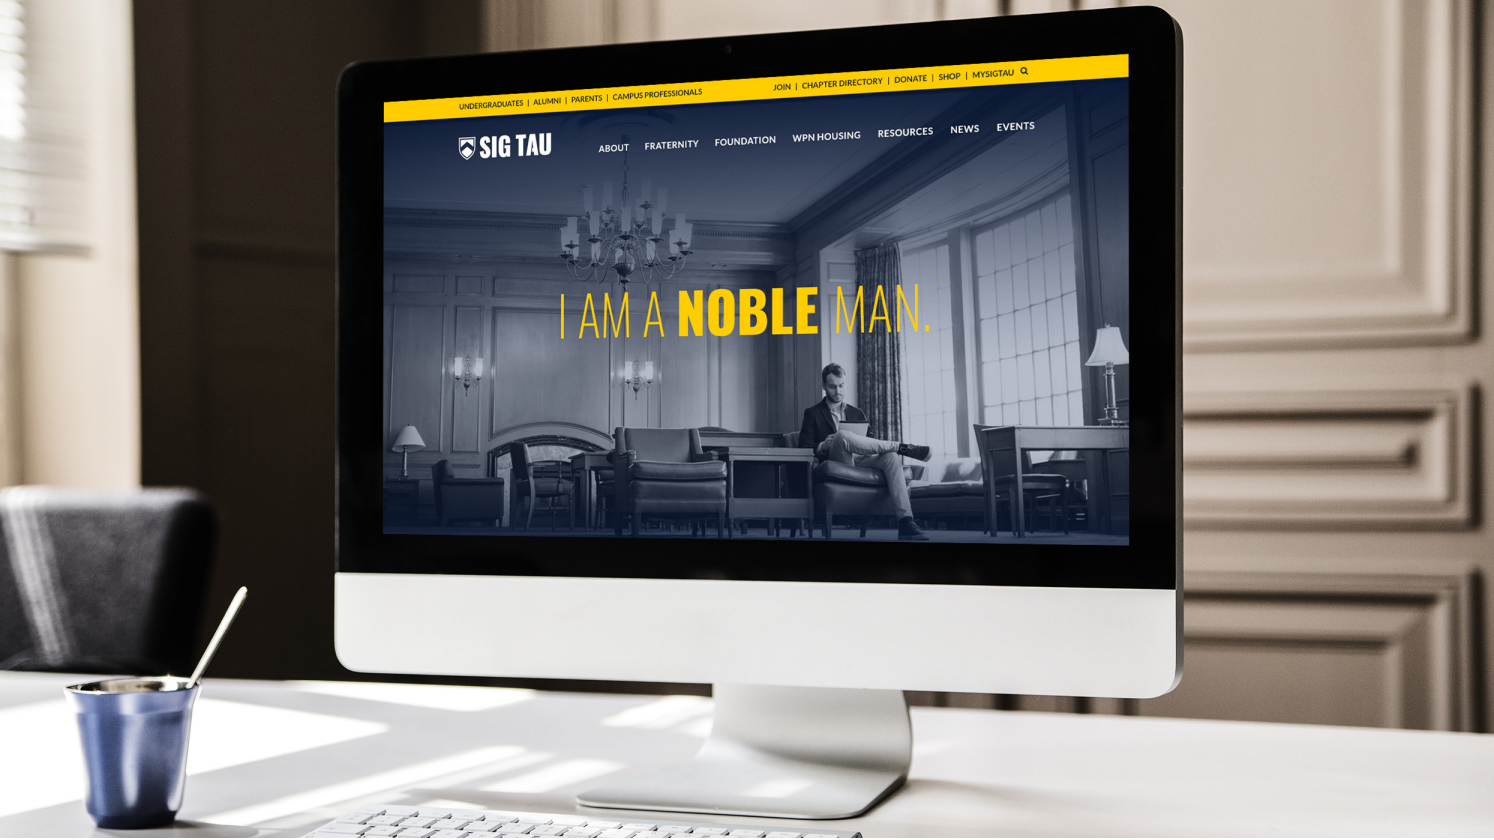 UNDERGRADUATES | ALUMNI | PARENTS | CAMPUS PROFESSIONALS
JOIN | CHAPTER DIRECTORY | DONATE | SHOP | MYSIGTAU
SIG TAU
ABOUT FRATERNITY FOUNDATION WPN HOUSING RESOURCES NEWS EVENTS
I AM A NOBLE MAN.